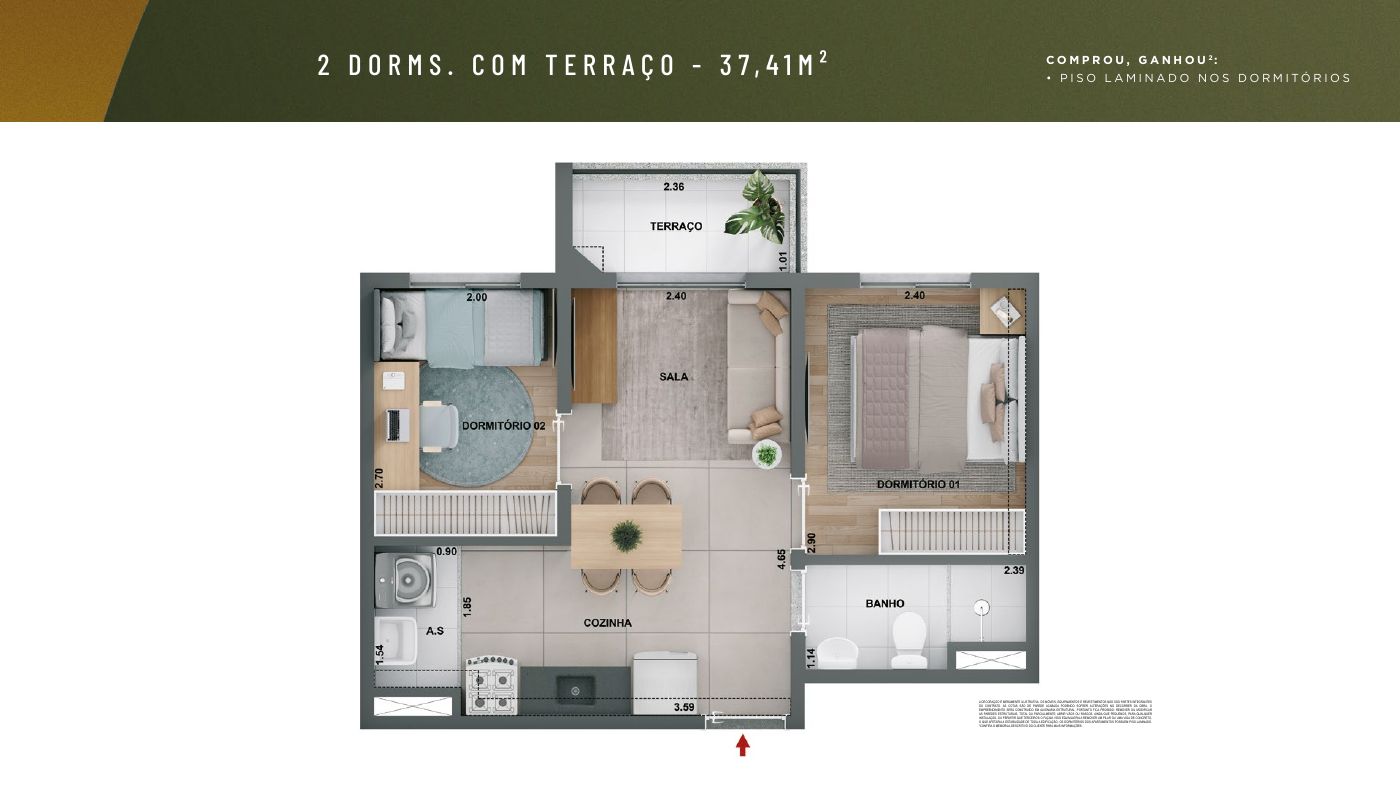 2 DORMS. COM TERRAÇO - 37,41M²
COMPROU, GANHOU²:
• PISO LAMINADO NOS DORMITÓRIOS
2.36
TERRAÇO
1.01
2.00
2.40
2.40
SALA
DORMITÓRIO 02
2.70
DORMITÓRIO 01
2.90
0.90
4.65
2.39
1.85
BANHO
COZINHA
A.S
1.54
1.14
3.59